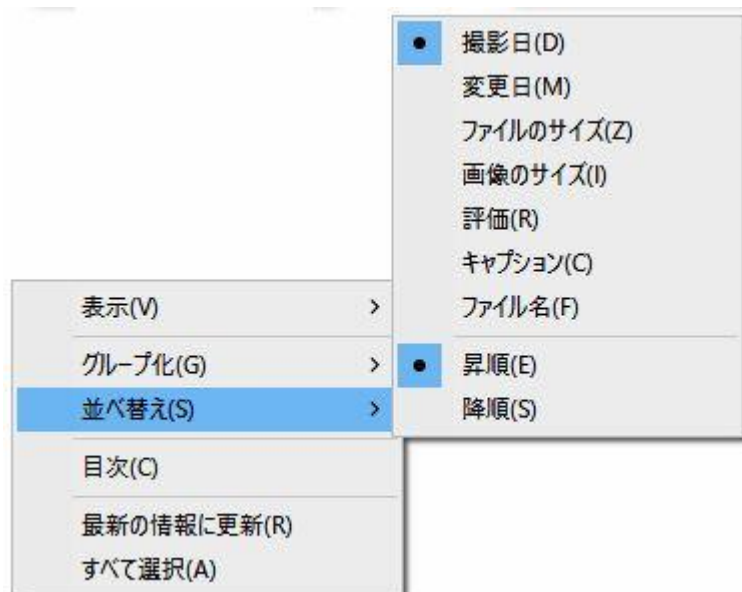 撮影日(D)
変更日(M)
ファイルのサイズ(Z)
画像のサイズ(I)
評価(R)
キャプション(C)
ファイル名(F)
昇順(E)
降順(S)
表示(V)
グループ化(G)
並べ替え(S)
目次(C)
最新の情報に更新(R)
すべて選択(A)